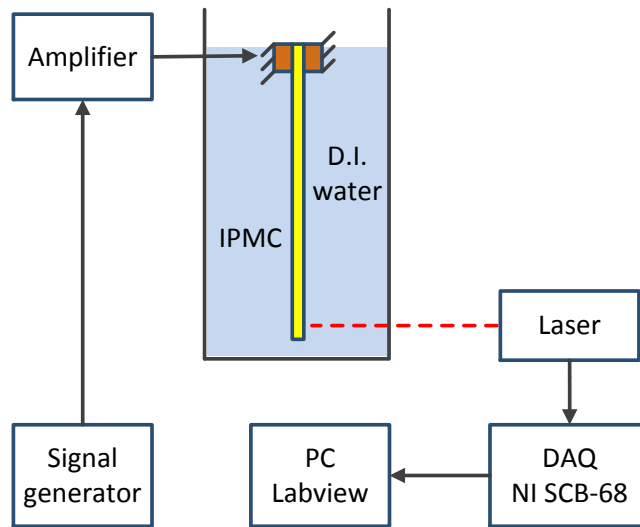 Amplifier
D.I.
water
IPMC
Laser
Signal
generator
PC
Labview
DAQ
NI SCB-68